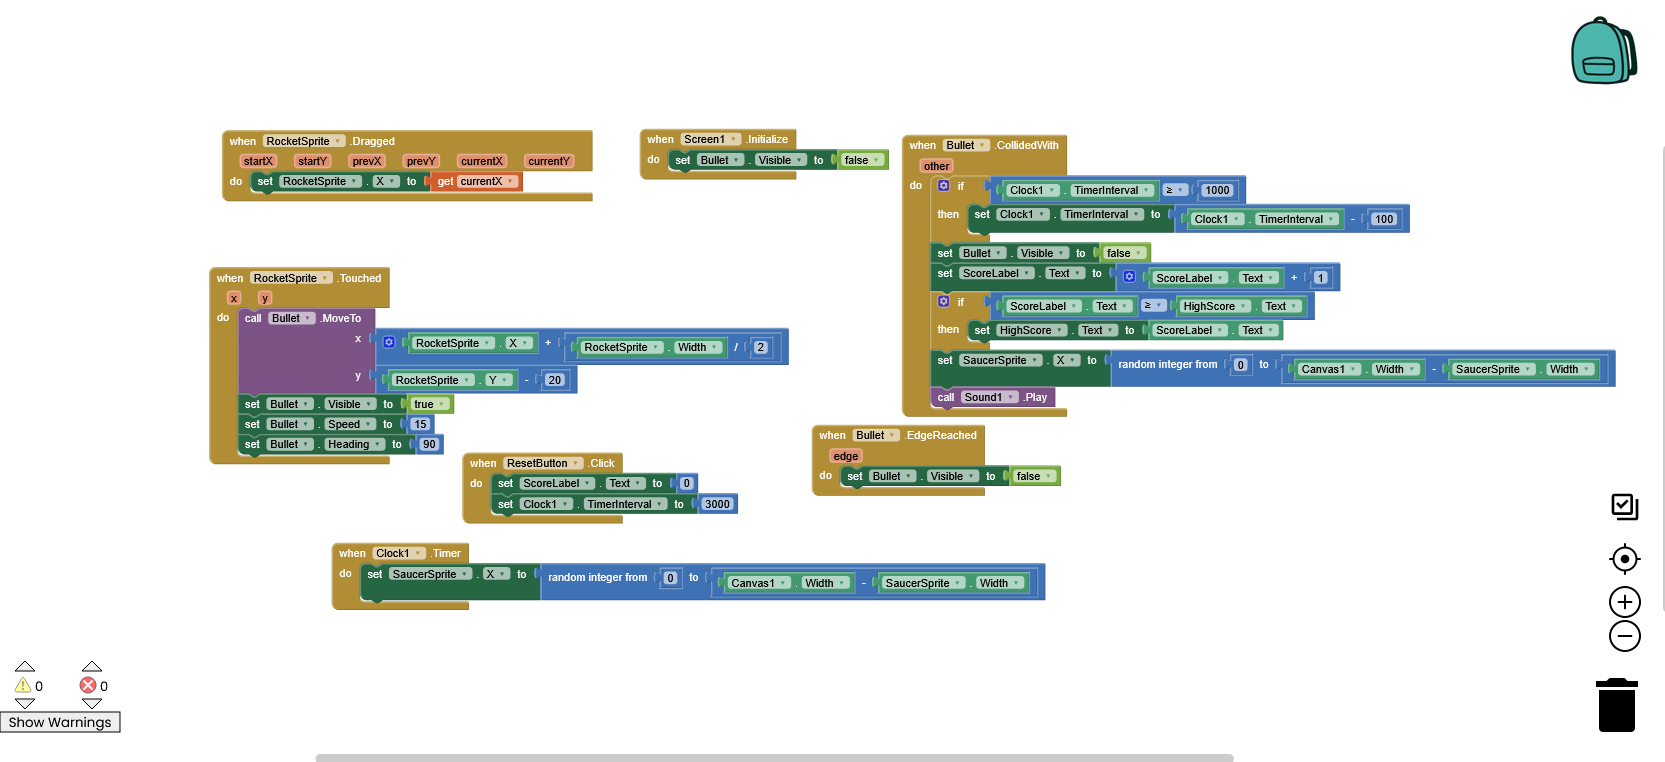 when RocketSprite .Dragged
startX startY prevX prevY currentX currentY
do set RocketSprite . X to get currentX
when Screen1 .Initialize
do set Bullet . Visible to false
when Bullet .CollidedWith
other
do if Clock1 . TimerInterval ≥ 1000
then set Clock1 . TimerInterval to Clock1 . TimerInterval - 100
set Bullet . Visible to false
set ScoreLabel . Text to ScoreLabel . Text + 1
if ScoreLabel . Text ≥ HighScore . Text
then set HighScore . Text to ScoreLabel . Text
set SaucerSprite . X to random integer from 0 to Canvas1 . Width - SaucerSprite . Width
call Sound1 .Play
when RocketSprite .Touched
x y
do call Bullet .MoveTo
x RocketSprite . X + RocketSprite . Width / 2
y RocketSprite . Y - 20
set Bullet . Visible to true
set Bullet . Speed to 15
set Bullet . Heading to 90
when Bullet .EdgeReached
edge
do set Bullet . Visible to false
when ResetButton .Click
do set ScoreLabel . Text to 0
set Clock1 . TimerInterval to 3000
when Clock1 .Timer
do set SaucerSprite . X to random integer from 0 to Canvas1 . Width - SaucerSprite . Width
0 0
Show Warnings